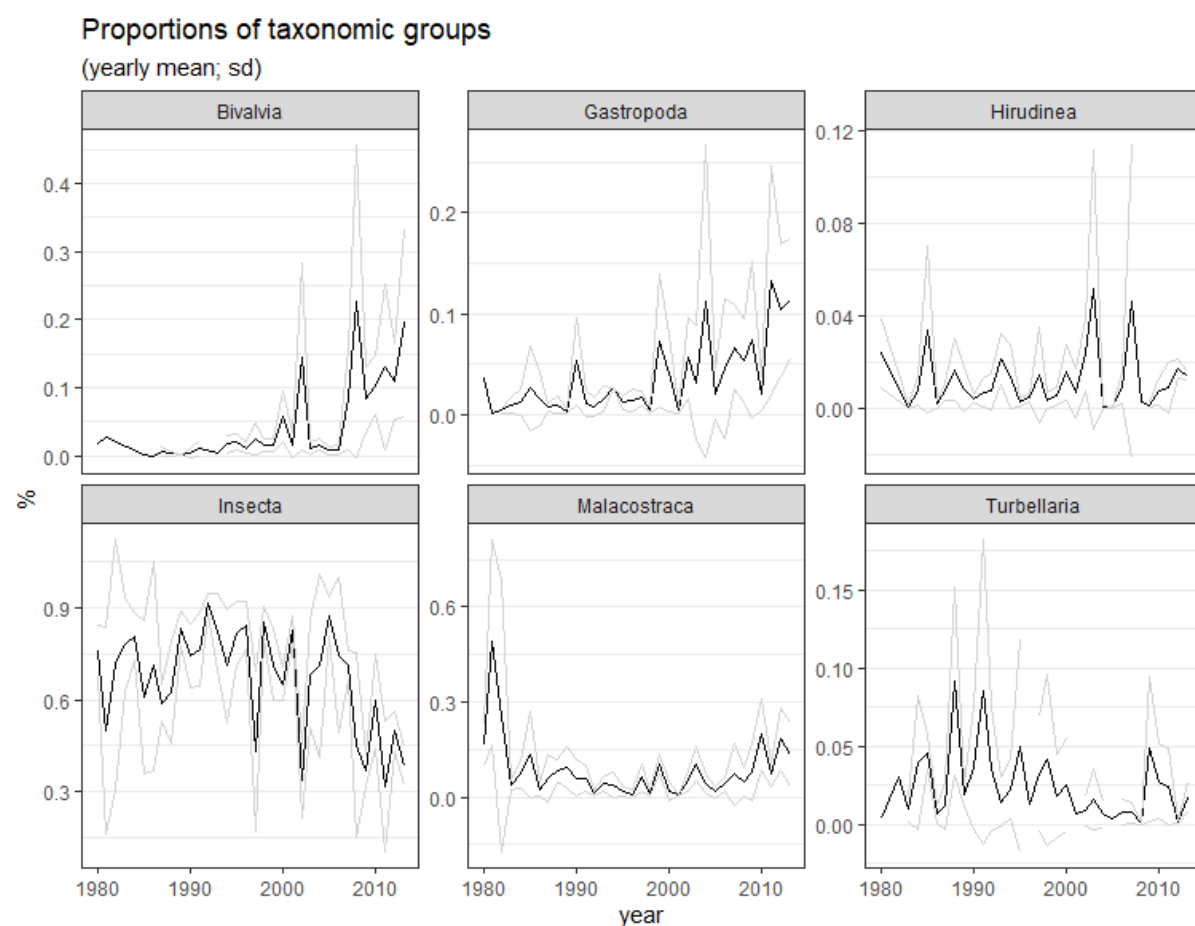 Proportions of taxonomic groups
(yearly mean; sd)
Bivalvia
Gastropoda
Hirudinea
0.4
0.3
0.2
0.1
0.0
0.2
0.1
0.0
0.12
0.08
0.04
0.00
%
Insecta
Malacostraca
Turbellaria
0.9
0.6
0.3
0.6
0.3
0.0
0.15
0.10
0.05
0.00
1980 1990 2000 2010
1980 1990 2000 2010
1980 1990 2000 2010
year